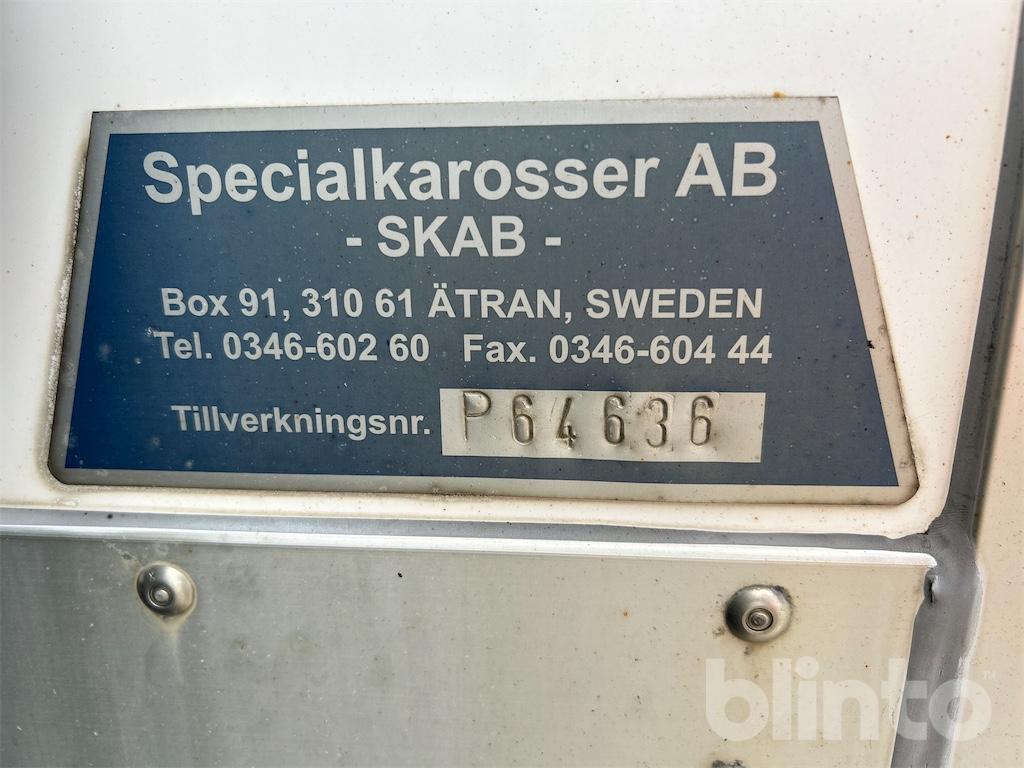 Specialkarosser AB
- SKAB -
Box 91, 310 61 ÄTRAN, SWEDEN
Tel. 0346-602 60 Fax. 0346-604 44
Tillverkningsnr. P64636
blinto™